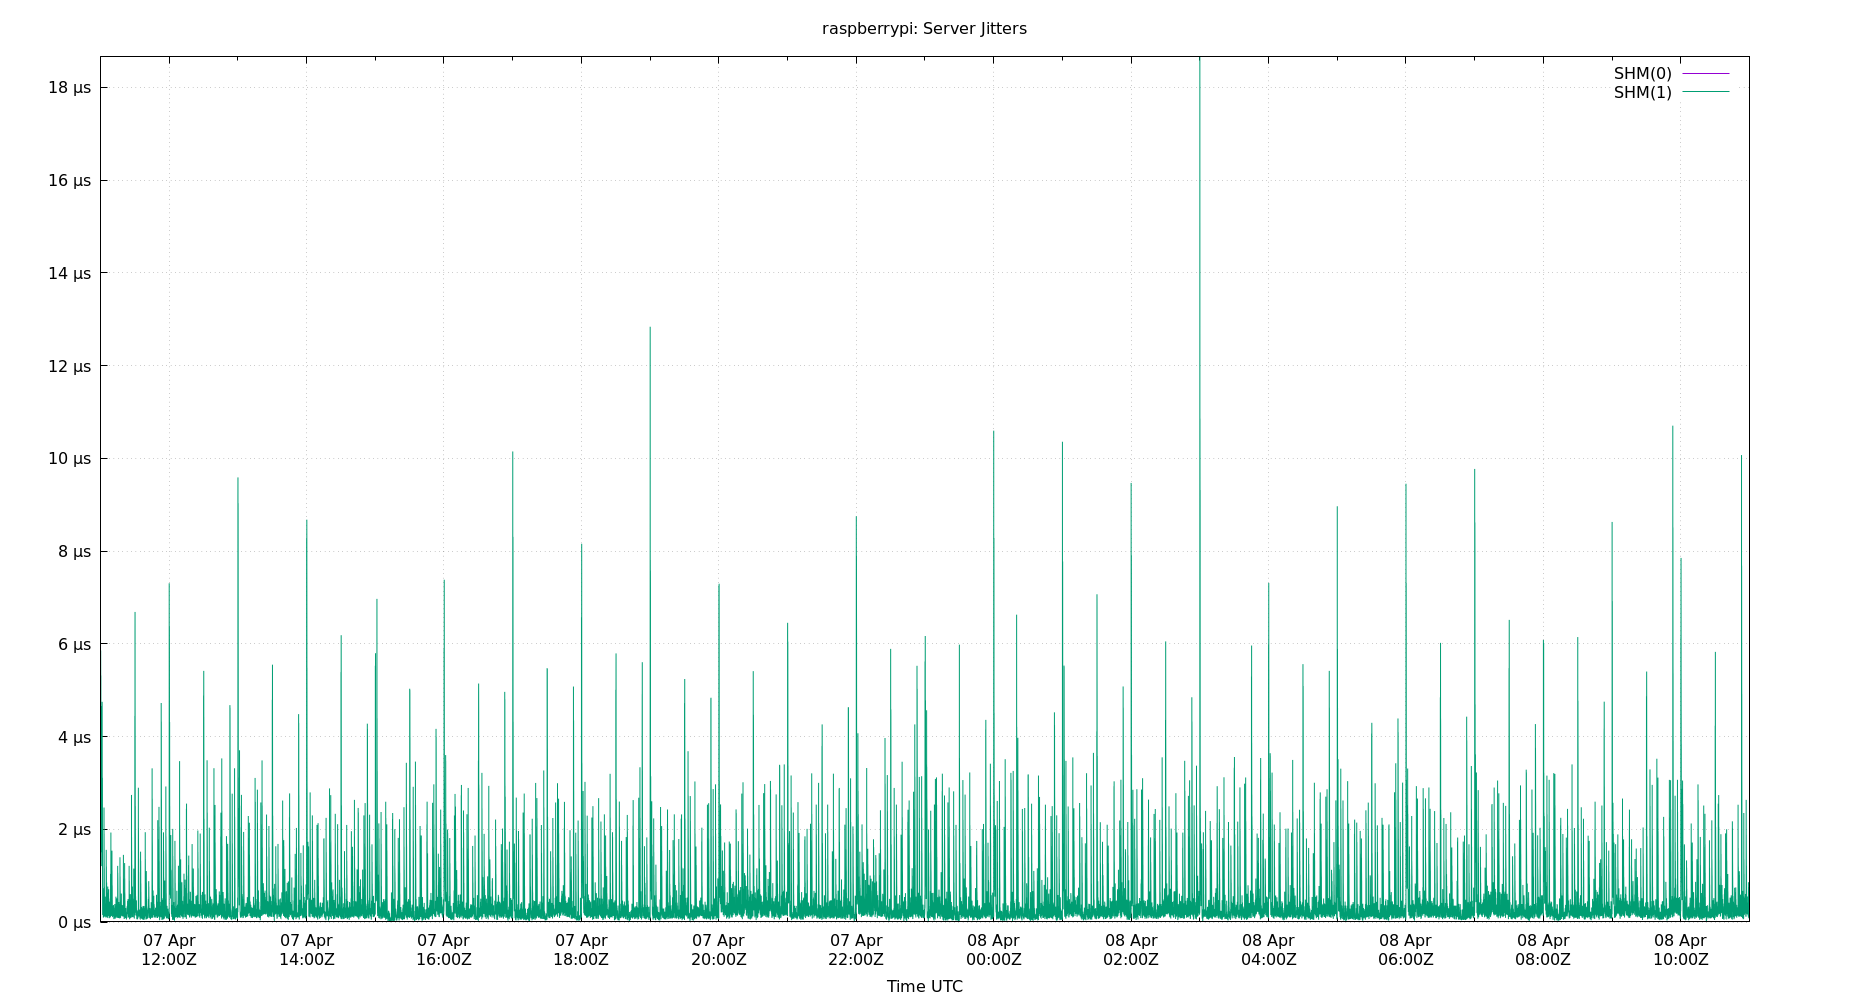 raspberrypi: Server Jitters
SHM(0)
SHM(1)
18 µs
16 µs
14 µs
12 µs
10 µs
8 µs
6 µs
4 µs
2 µs
0 µs
07 Apr 07 Apr 07 Apr 07 Apr 07 Apr 07 Apr 08 Apr 08 Apr 08 Apr 08 Apr 08 Apr 08 Apr
12:00Z 14:00Z 16:00Z 18:00Z 20:00Z 22:00Z 00:00Z 02:00Z 04:00Z 06:00Z 08:00Z 10:00Z
Time UTC